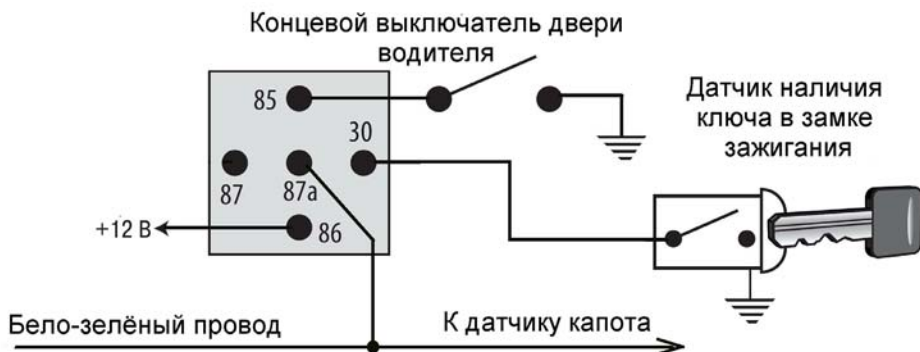 Концевой выключатель двери
водителя
Датчик наличия
ключа в замке
зажигания
85
30
87
87a
86
+12 В
Бело-зелёный провод
К датчику капота